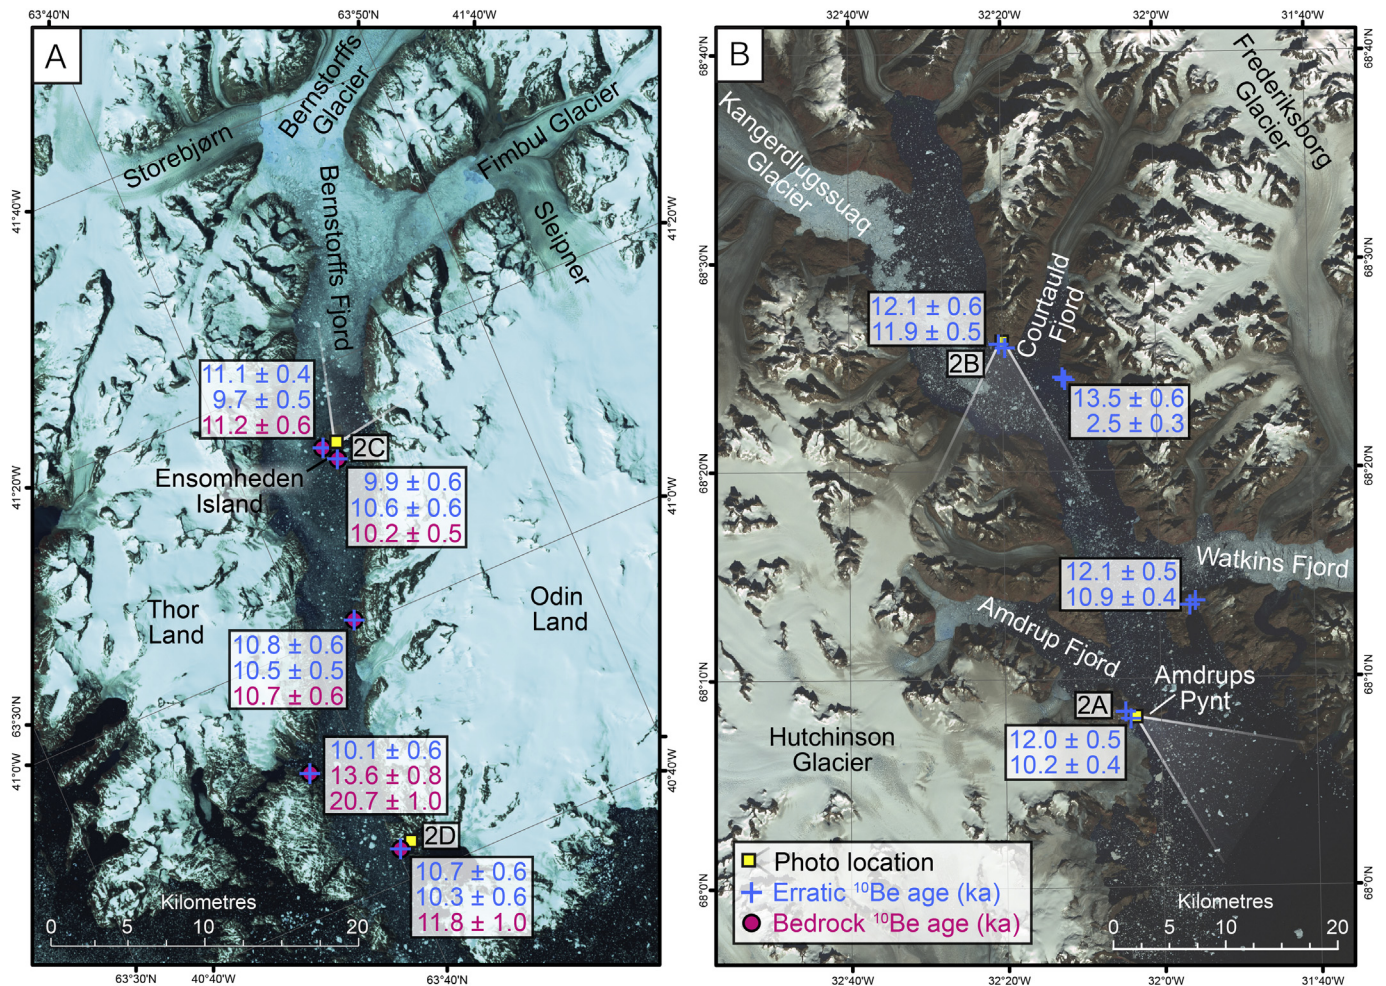 63°40'N
63°50'N
41°40'W
A
Bernstorffs
Glacier
Storebjørn
Fimbul Glacier
Bernstorffs Fjord
Sleipner
41°40'W
41°20'W
11.1 ± 0.4
9.7 ± 0.5
11.2 ± 0.6
2C
Ensomheden
Island
9.9 ± 0.6
10.6 ± 0.6
10.2 ± 0.5
41°20'W
41°0'W
Thor
Land
Odin
Land
10.8 ± 0.6
10.5 ± 0.5
10.7 ± 0.6
63°30'N
41°0'W
40°40'W
10.1 ± 0.6
13.6 ± 0.8
20.7 ± 1.0
2D
10.7 ± 0.6
10.3 ± 0.6
11.8 ± 1.0
Kilometres
0 5 10 20
63°30'N
40°40'W
63°40'N
32°40'W
32°20'W
32°0'W
31°40'W
B
68°40'N
68°40'N
Kangerdlugssuaq
Glacier
Frederiksborg
Glacier
68°30'N
68°30'N
Courtauld
Fjord
12.1 ± 0.6
11.9 ± 0.5
2B
13.5 ± 0.6
2.5 ± 0.3
68°20'N
68°20'N
Watkins Fjord
12.1 ± 0.5
10.9 ± 0.4
Amdrup Fjord
68°10'N
68°10'N
Amdrups
Pynt
2A
12.0 ± 0.5
10.2 ± 0.4
Hutchinson
Glacier
68°0'N
68°0'N
Photo location
Erratic ¹⁰Be age (ka)
Bedrock ¹⁰Be age (ka)
Kilometres
0 5 10 20
32°40'W
32°20'W
32°0'W
31°40'W